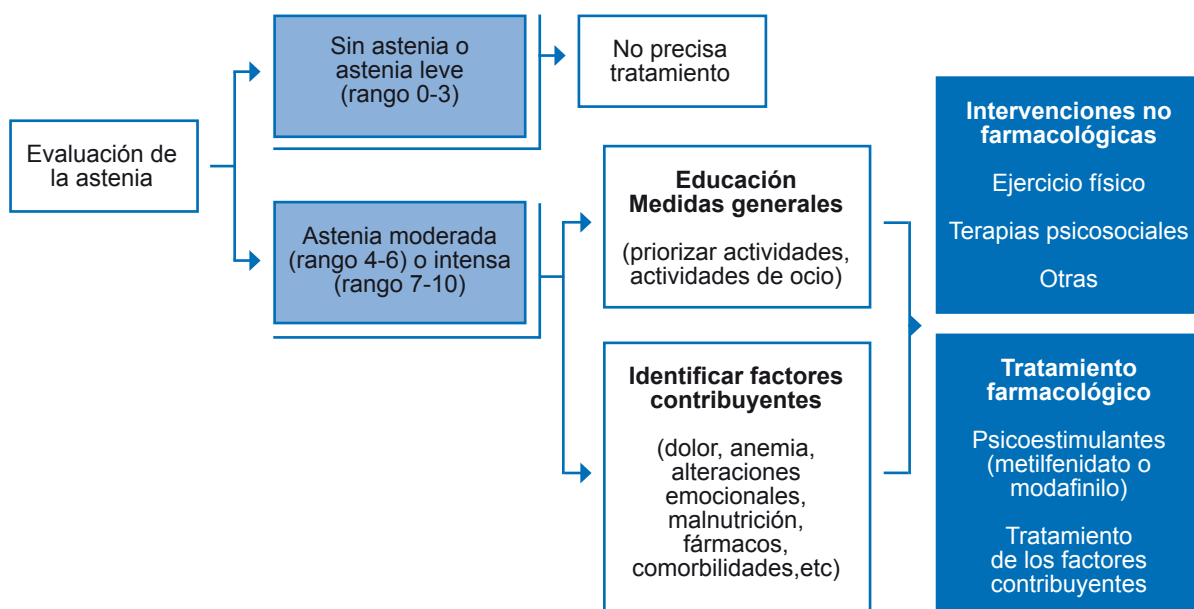 Evaluación de
la astenia
Sin astenia o
astenia leve
(rango 0-3)
No precisa
tratamiento
Astenia moderada
(rango 4-6) o intensa
(rango 7-10)
Educación
Medidas generales
(priorizar actividades,
actividades de ocio)
Identificar factores
contribuyentes
(dolor, anemia,
alteraciones
emocionales,
malnutrición,
fármacos,
comorbilidades,etc)
Intervenciones no
farmacológicas
Ejercicio físico
Terapias psicosociales
Otras
Tratamiento
farmacológico
Psicoestimulantes
(metilfenidato o
modafinilo)
Tratamiento
de los factores
contribuyentes